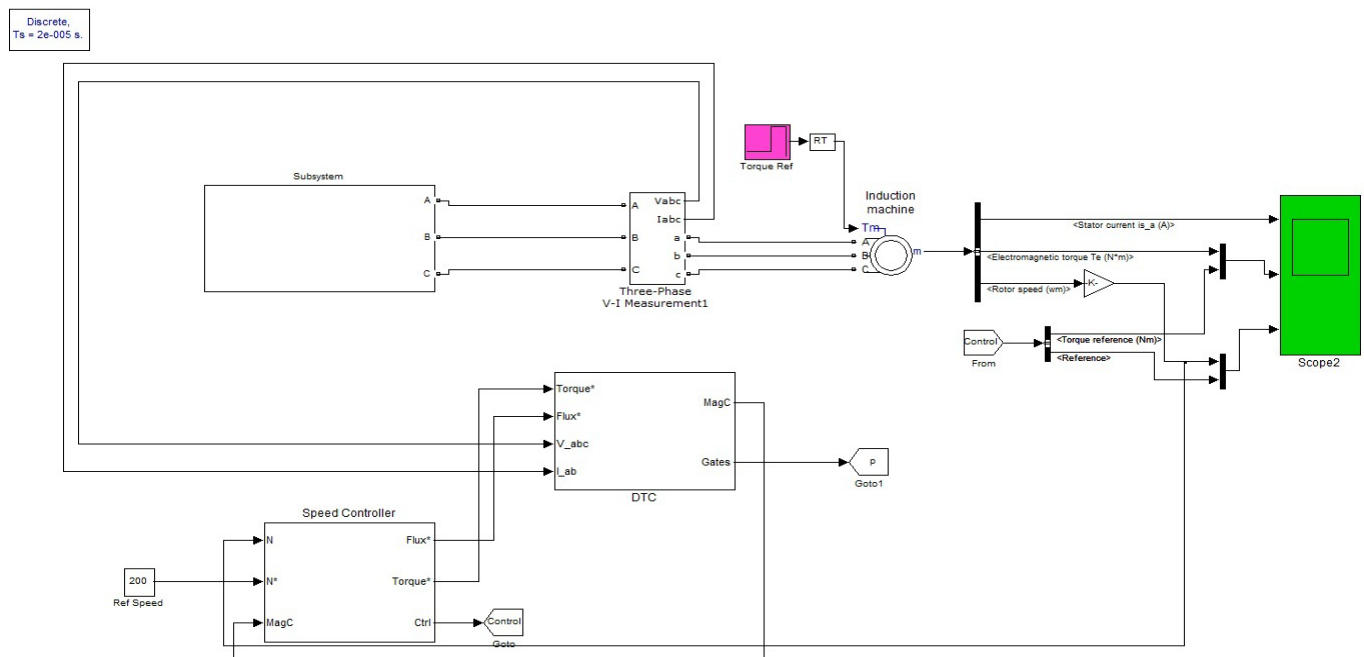 Discrete,
Ts = 2e-005 s.
Subsystem
A
B
C
A
B
C
Vabc
Iabc
a
b
c
Three-Phase
V-I Measurement1
Torque Ref
RT
Induction
machine
Tm
A
B
C
m
<Stator current is_a (A)>
<Electromagnetic torque Te (N*m)>
<Rotor speed (wm)>
-K-
Control
From
<Torque reference (Nm)>
<Reference>
Scope2
Torque*
Flux*
V_abc
I_ab
MagC
Gates
DTC
p
Goto1
Speed Controller
N
N*
MagC
Flux*
Torque*
Ctrl
200
Ref Speed
Control
Goto